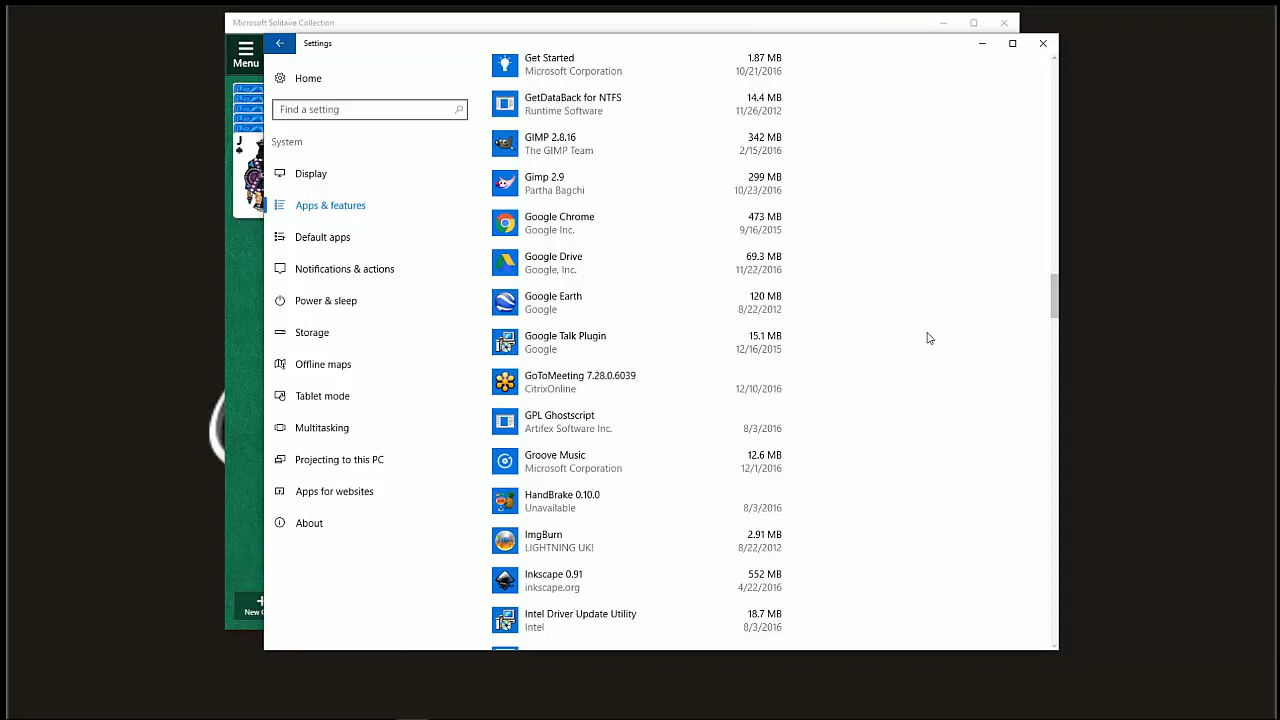 Microsoft Solitaire Collection
Menu
J
New
Settings
Home
Find a setting
System
Display
Apps & features
Default apps
Notifications & actions
Power & sleep
Storage
Offline maps
Tablet mode
Multitasking
Projecting to this PC
Apps for websites
About
Get Started 1.87 MB
Microsoft Corporation 10/21/2016
GetDataBack for NTFS 14.4 MB
Runtime Software 11/26/2012
GIMP 2.8.16 342 MB
The GIMP Team 2/15/2016
Gimp 2.9 299 MB
Partha Bagchi 10/23/2016
Google Chrome 473 MB
Google Inc. 9/16/2015
Google Drive 69.3 MB
Google, Inc. 11/22/2016
Google Earth 120 MB
Google 8/22/2012
Google Talk Plugin 15.1 MB
Google 12/16/2015
GoToMeeting 7.28.0.6039
CitrixOnline 12/10/2016
GPL Ghostscript
Artifex Software Inc. 8/3/2016
Groove Music 12.6 MB
Microsoft Corporation 12/1/2016
HandBrake 0.10.0
Unavailable 8/3/2016
ImgBurn 2.91 MB
LIGHTNING UK! 8/22/2012
Inkscape 0.91 552 MB
inkscape.org 4/22/2016
Intel Driver Update Utility 18.7 MB
Intel 8/3/2016